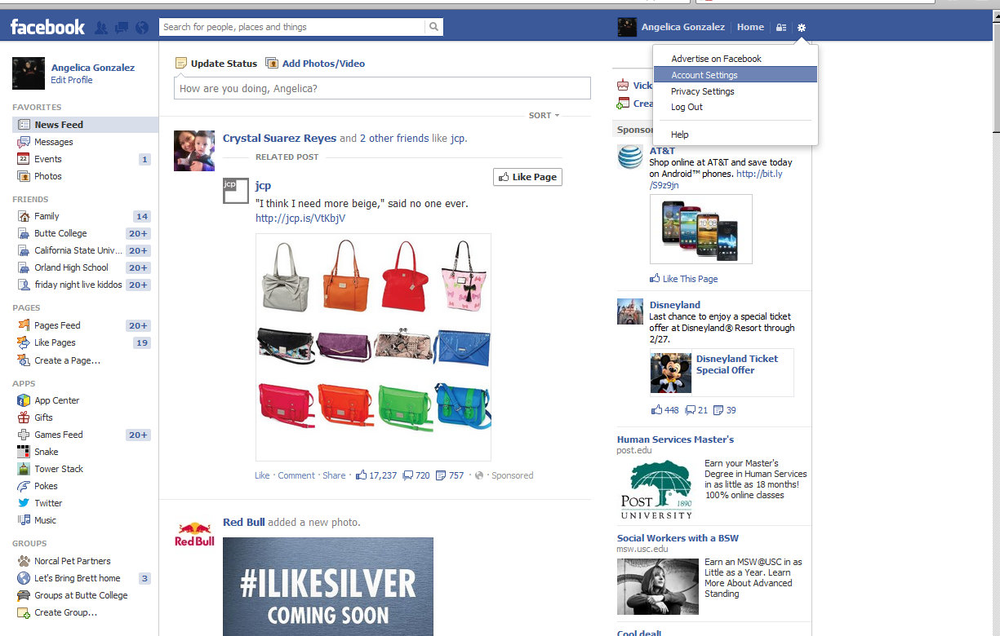 facebook
Search for people, places and things
Angelica Gonzalez
Home
Advertise on Facebook
Account Settings
Privacy Settings
Log Out
Help
Angelica Gonzalez
Edit Profile
FAVORITES
News Feed
Messages
Events 1
Photos
FRIENDS
Family 14
Butte College 20+
California State Univ... 20+
Orland High School 20+
friday night live kiddos 20+
PAGES
Pages Feed 20+
Like Pages 19
Create a Page...
APPS
App Center
Gifts
Games Feed 20+
Snake
Tower Stack
Pokes
Twitter
Music
GROUPS
Norcal Pet Partners
Let's Bring Brett home 3
Groups at Butte College
Create Group...
Update Status Add Photos/Video
How are you doing, Angelica?
SORT
Crystal Suarez Reyes and 2 other friends like jcp.
RELATED POST
jcp
jcp
Like Page
"I think I need more beige," said no one ever.
http://jcp.is/VtKbjV
Like · Comment · Share · 17,237 720 757 · · Sponsored
Red Bull
Red Bull added a new photo.
#ILIKESILVER
COMING SOON
Vick
Crea
Sponsor
AT&T
Shop online at AT&T and save today
on Android™ phones. http://bit.ly
/S9z9jn
Like This Page
Disneyland
Last chance to enjoy a special ticket
offer at Disneyland® Resort through
2/27.
Disneyland Ticket
Special Offer
448 21 39
Human Services Master's
post.edu
POST 1890
UNIVERSITY
Earn your Master's
Degree in Human Services
in as little as 18 months!
100% online classes
Social Workers with a BSW
msw.usc.edu
Earn an MSW@USC in as
Little as a Year. Learn
More About Advanced
Standing
Cool deal!